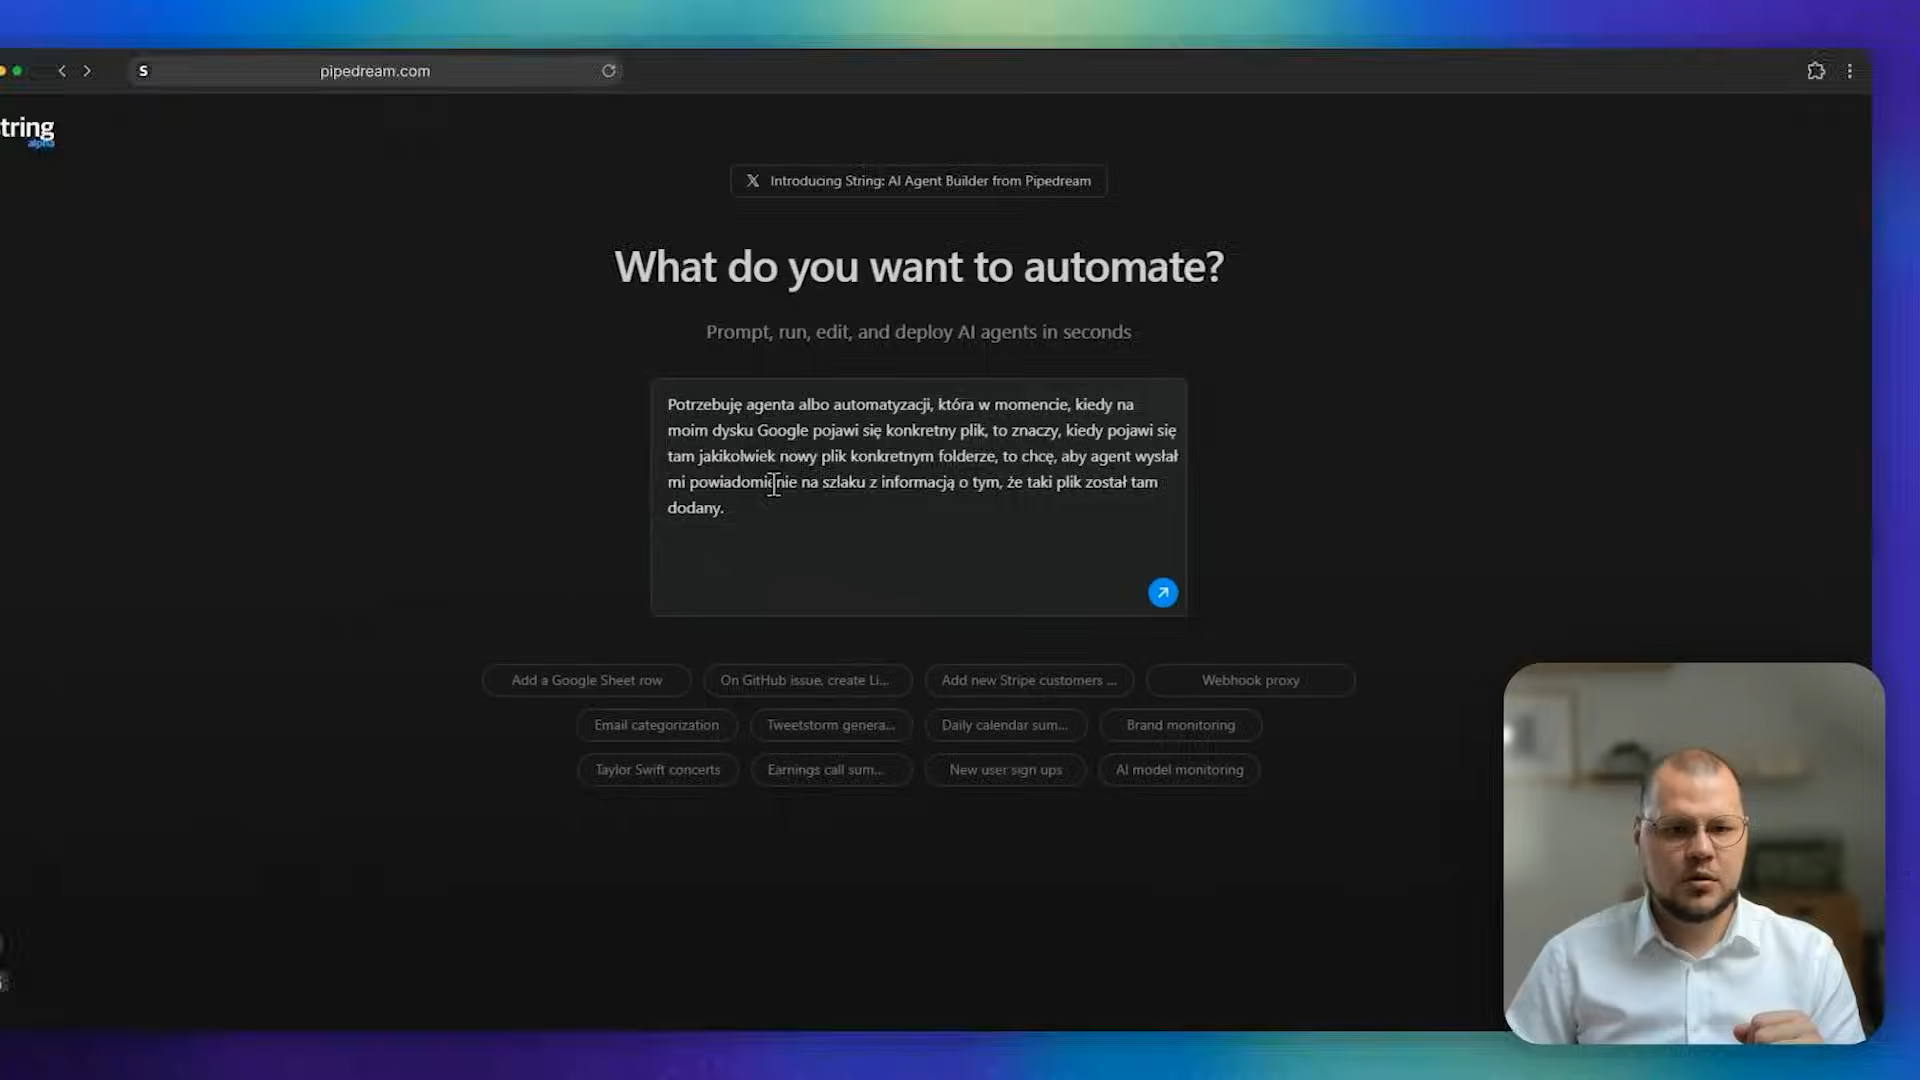 S
pipedream.com
tring
alpha
X Introducing String: AI Agent Builder from Pipedream
What do you want to automate?
Prompt, run, edit, and deploy AI agents in seconds
Potrzebuję agenta albo automatyzacji, która w momencie, kiedy na
moim dysku Google pojawi się konkretny plik, to znaczy, kiedy pojawi się
tam jakikolwiek nowy plik konkretnym folderze, to chcę, aby agent wysłał
mi powiadomienie na szlaku z informacją o tym, że taki plik został tam
dodany.
Add a Google Sheet row
On GitHub issue, create Li...
Add new Stripe customers ...
Webhook proxy
Email categorization
Tweetstorm genera...
Daily calendar sum...
Brand monitoring
Taylor Swift concerts
Earnings call sum...
New user sign ups
AI model monitoring